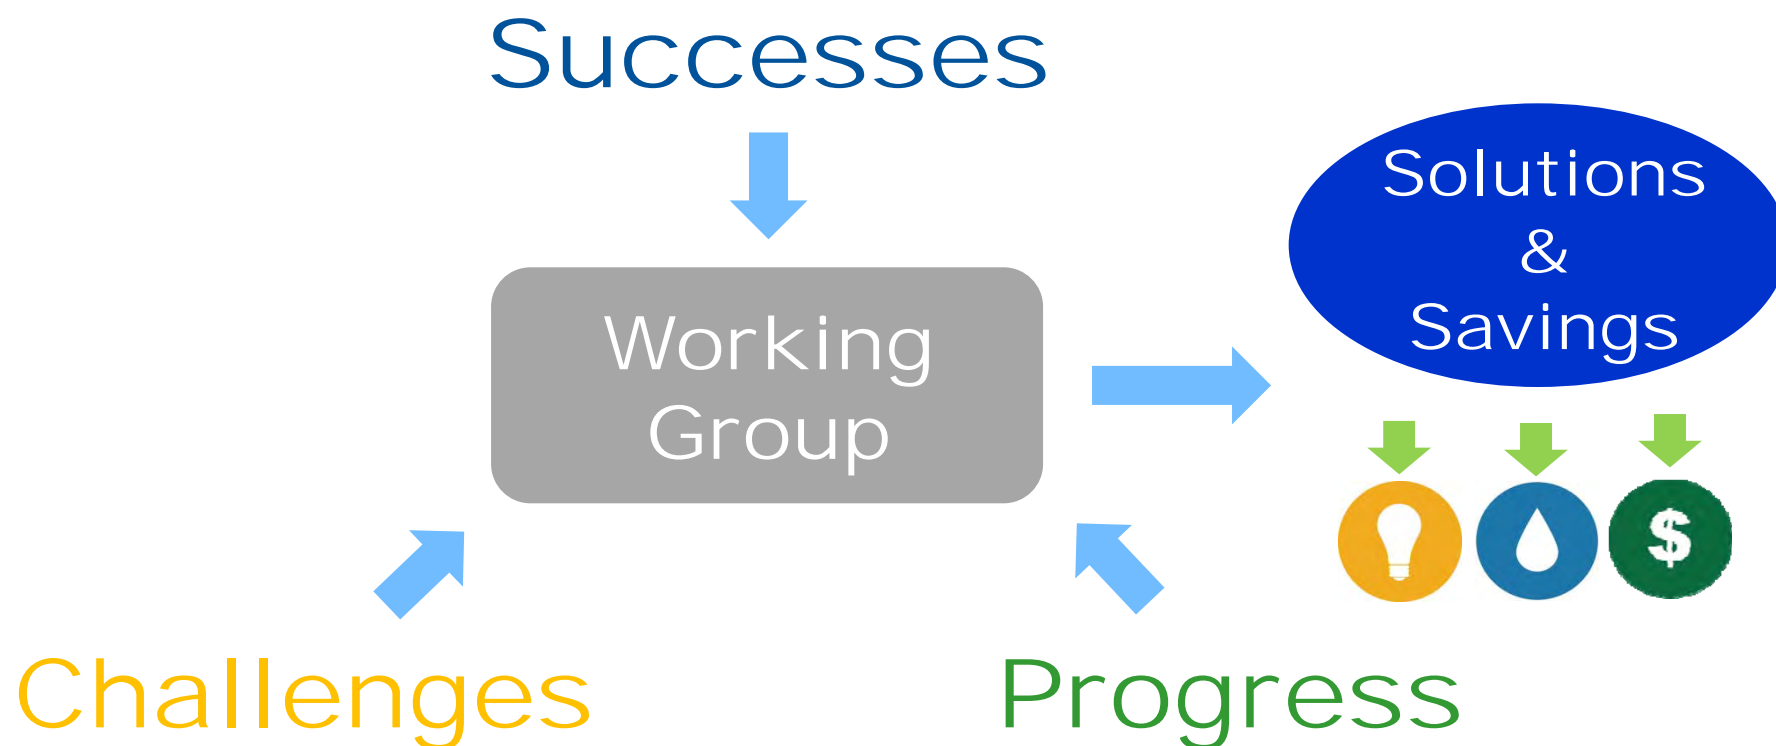 Successes
Solutions
&
Savings
Working
Group
$
Challenges
Progress